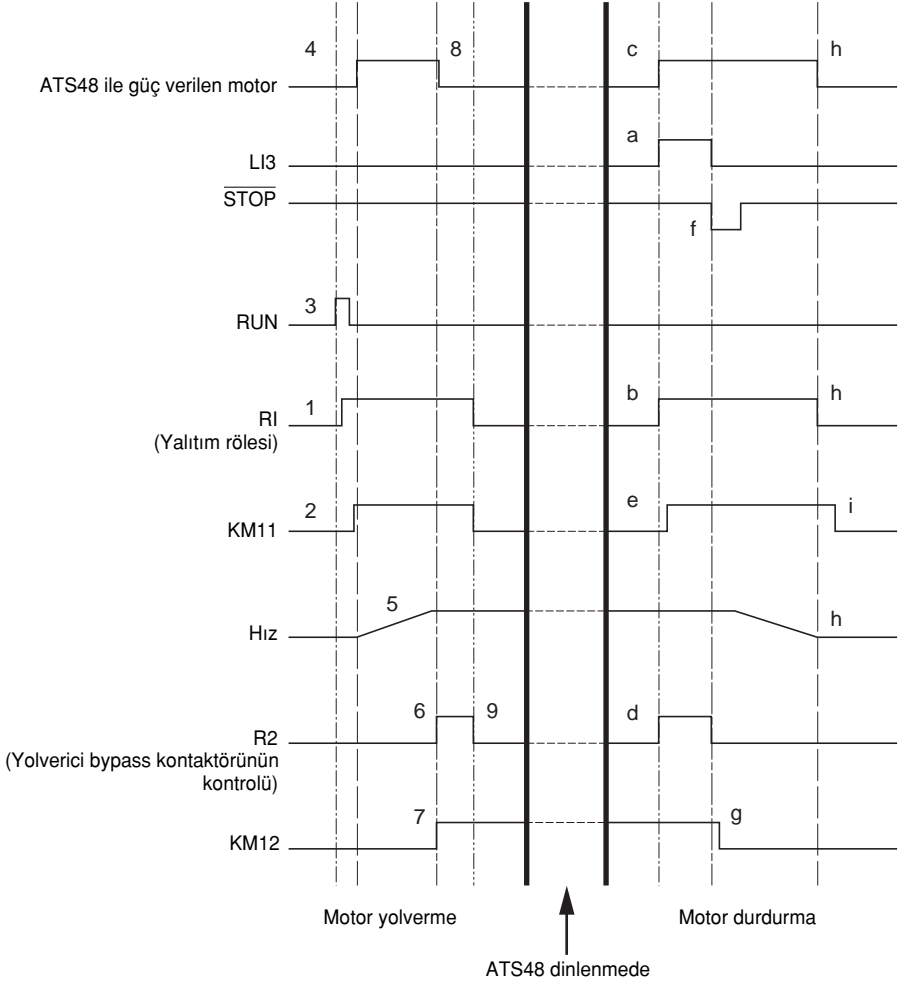 4 8 c h
ATS48 ile güç verilen motor
a
LI3
STOP
f
3
RUN
1 b h
RI
(Yalıtım rölesi)
2 e i
KM11
5
Hız h
6 9 d
R2
(Yolverici bypass kontaktörünün
kontrolü)
7 g
KM12
Motor yolverme Motor durdurma
ATS48 dinlenmede